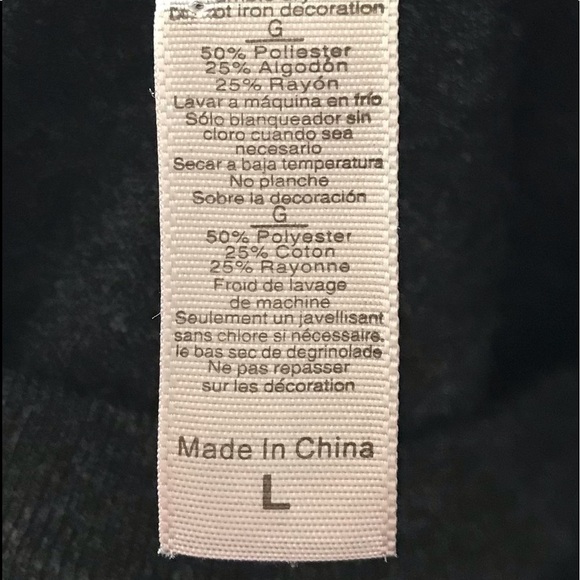 not iron decoration
G
50% Poliester
25% Algodón
25% Rayón
Lavar a máquina en frío
Sólo blanqueador sin
cloro cuando sea
necesario
Secar a baja temperatura
No planche
Sobre la decoración
G
50% Polyester
25% Coton
25% Rayonne
Froid de lavage
de machine
Seulement un javellisant
sans chlore si nécessaire.
le bas sec de degrinolade
Ne pas repasser
sur les décoration
Made In China
L